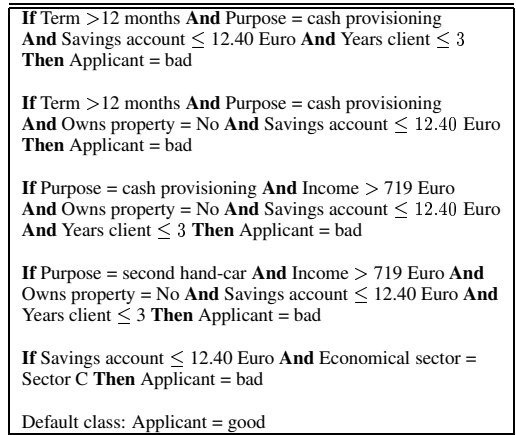 If Term >12 months And Purpose = cash provisioning
And Savings account ≤ 12.40 Euro And Years client ≤ 3
Then Applicant = bad
If Term >12 months And Purpose = cash provisioning
And Owns property = No And Savings account ≤ 12.40 Euro
Then Applicant = bad
If Purpose = cash provisioning And Income > 719 Euro
And Owns property = No And Savings account ≤ 12.40 Euro
And Years client ≤ 3 Then Applicant = bad
If Purpose = second hand-car And Income > 719 Euro And
Owns property = No And Savings account ≤ 12.40 Euro And
Years client ≤ 3 Then Applicant = bad
If Savings account ≤ 12.40 Euro And Economical sector =
Sector C Then Applicant = bad
Default class: Applicant = good